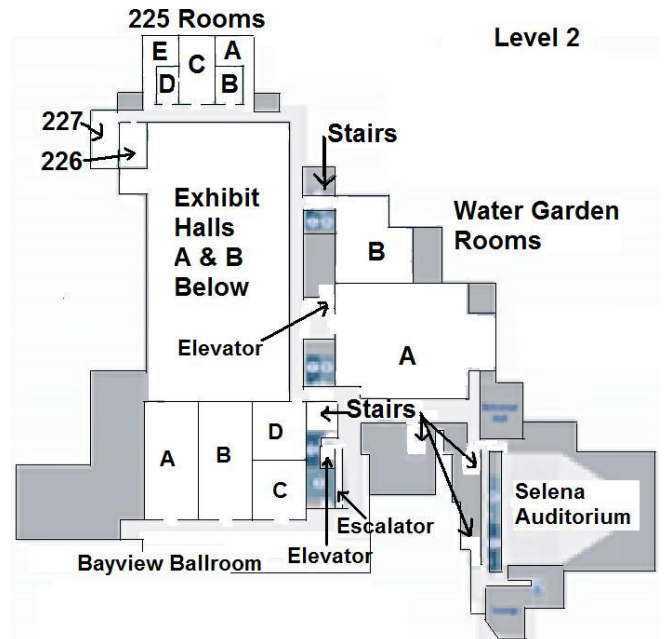 225 Rooms
Level 2
E
C
A
D
B
227
226
Stairs
Exhibit
Halls
A & B
Below
Water Garden
Rooms
B
Elevator
A
Stairs
A
B
D
C
Selena
Auditorium
Escalator
Bayview Ballroom
Elevator